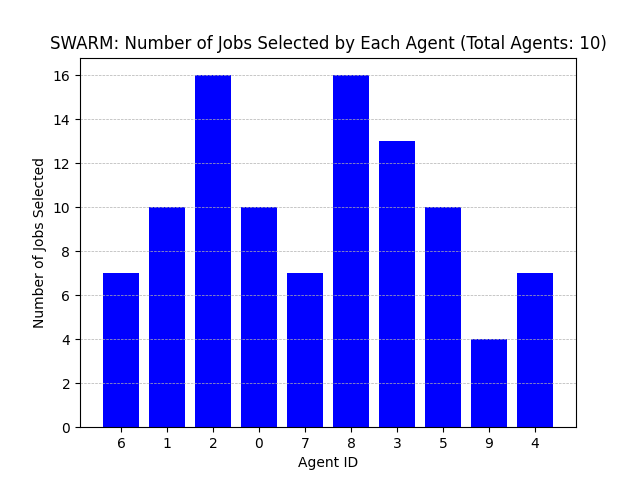 SWARM: Number of Jobs Selected by Each Agent (Total Agents: 10)
16
14
12
10
8
6
4
2
0
Number of Jobs Selected
6 1 2 0 7 8 3 5 9 4
Agent ID